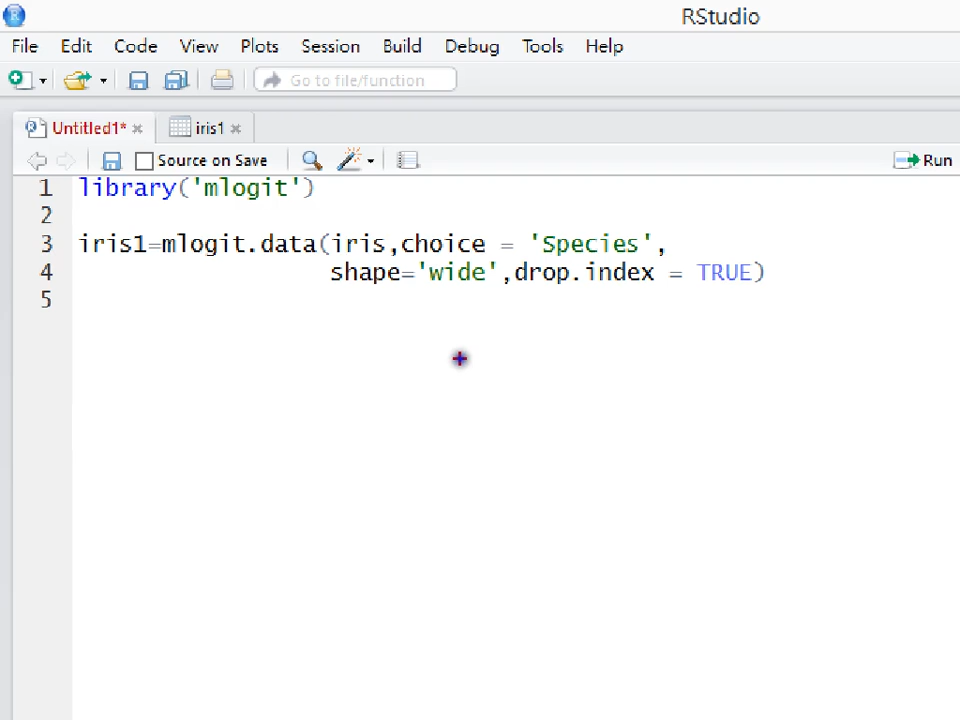 RStudio
File Edit Code View Plots Session Build Debug Tools Help
Go to file/function
Untitled1* iris1
Source on Save Run
1 library('mlogit')
2
3 iris1=mlogit.data(iris,choice = 'Species',
4 shape='wide',drop.index = TRUE)
5